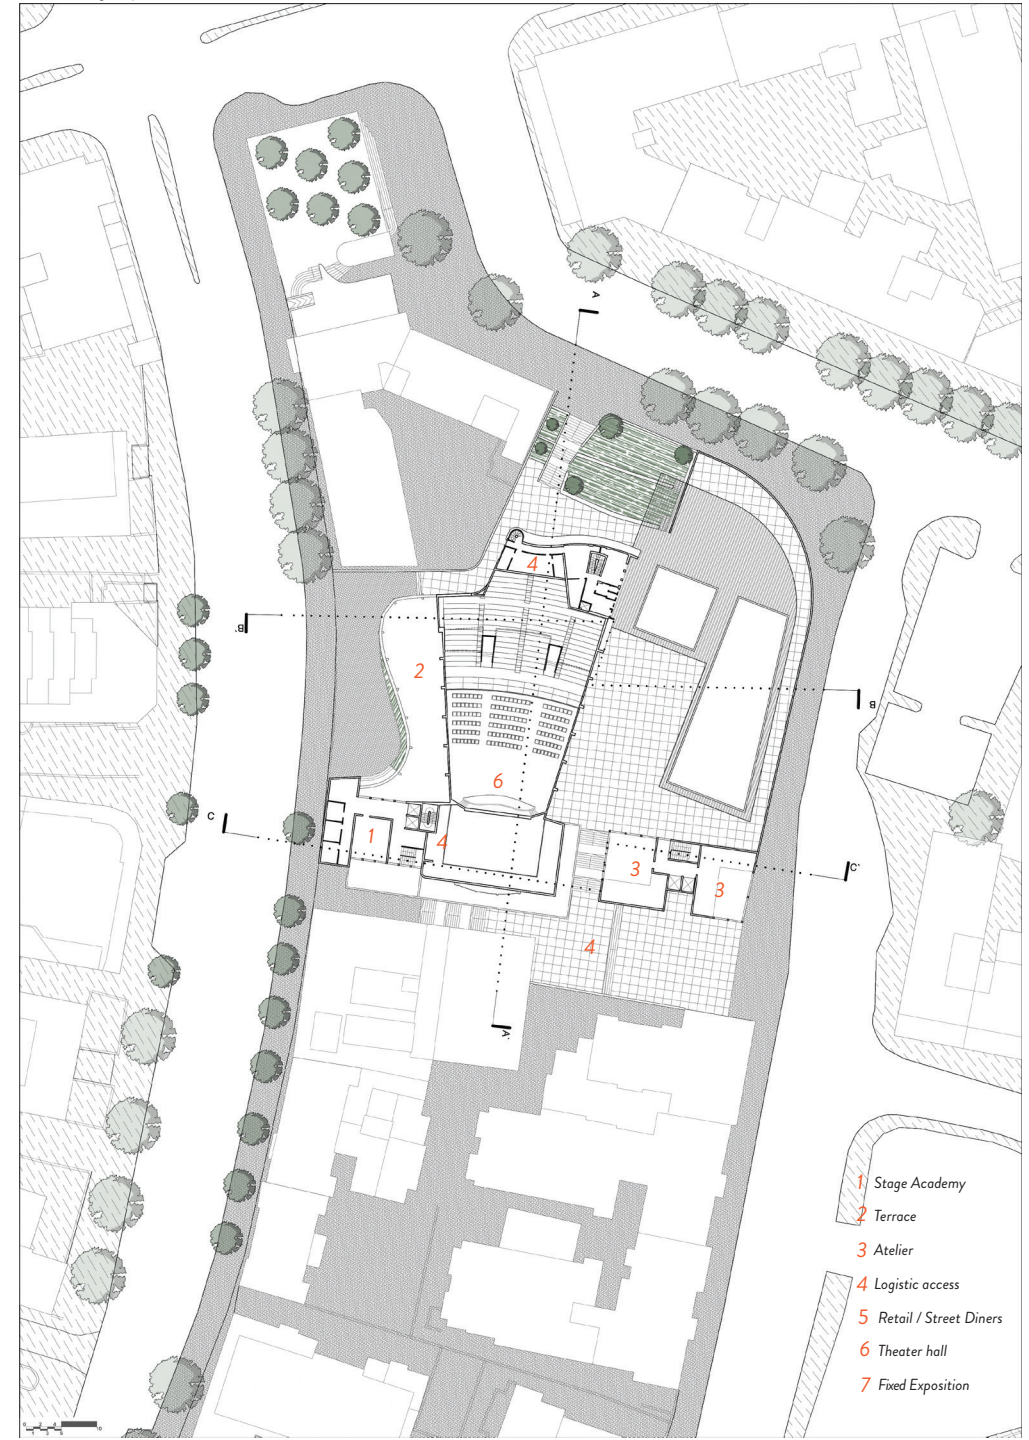 A
4
B'
2
B
6
C
1
4
3
C'
3
4
A'
1 Stage Academy
2 Terrace
3 Atelier
4 Logistic access
5 Retail / Street Diners
6 Theater hall
7 Fixed Exposition